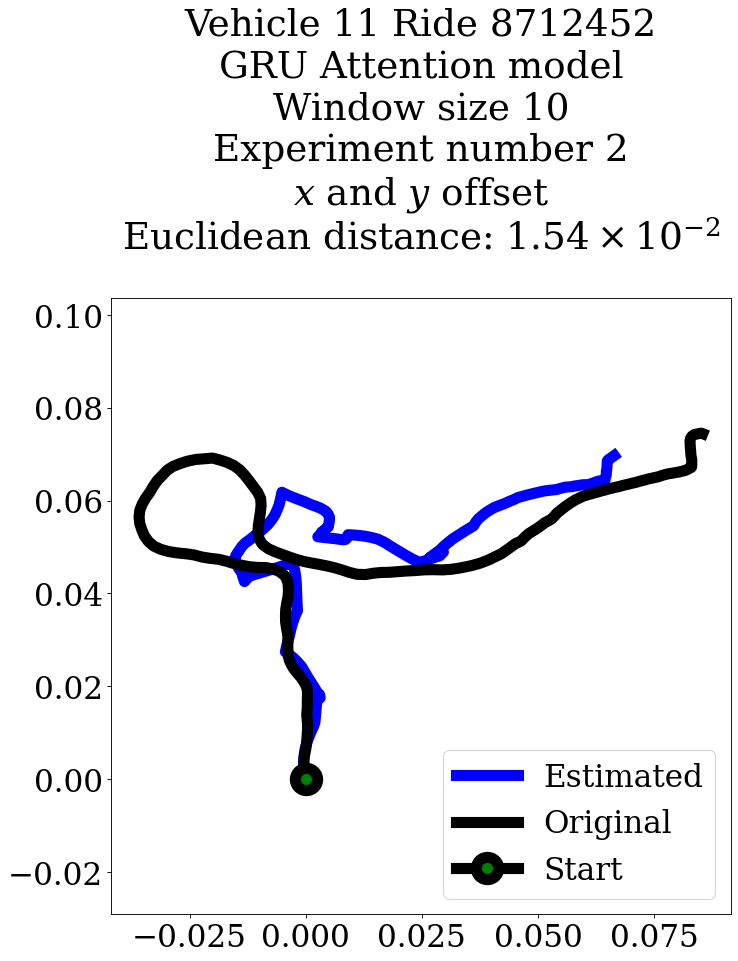 Vehicle 11 Ride 8712452
GRU Attention model
Window size 10
Experiment number 2
x and y offset
Euclidean distance: 1.54 × 10⁻²
0.10
0.08
0.06
0.04
0.02
0.00
−0.02
Estimated
Original
Start
−0.025 0.000 0.025 0.050 0.075